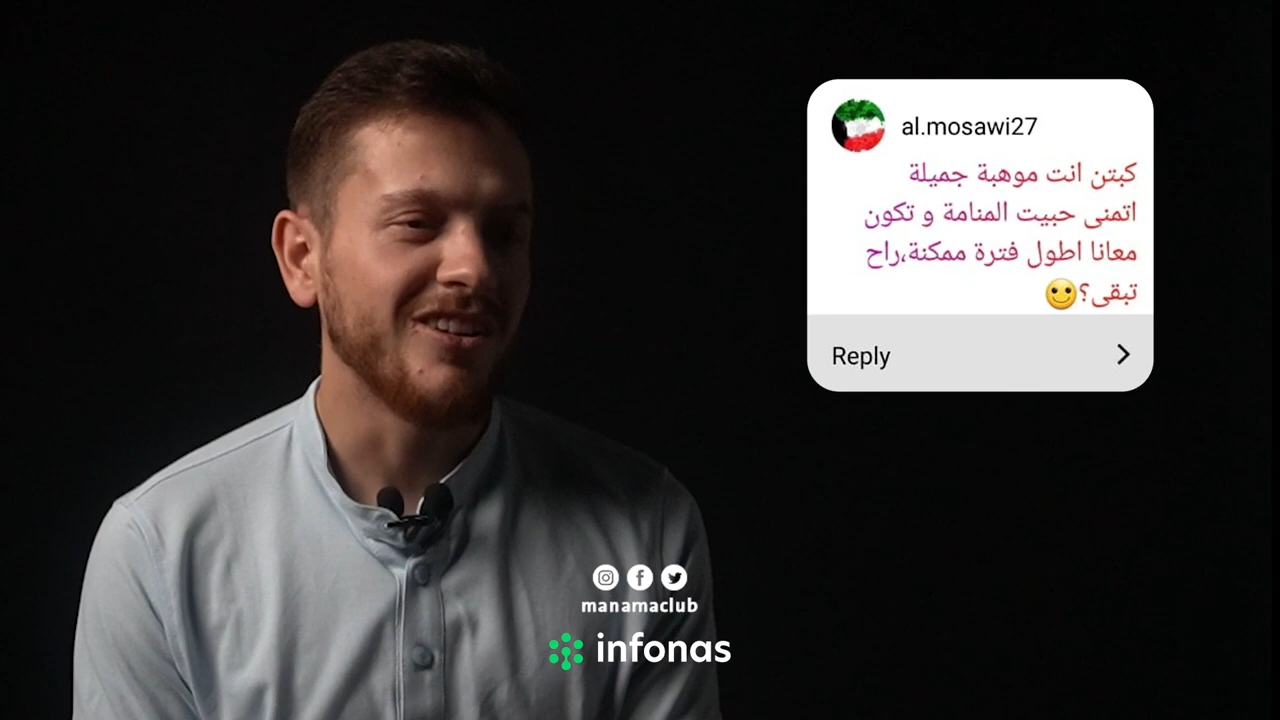 al.mosawi27
كبتن انت موهبة جميلة
اتمنى حبيت المنامة و تكون
معانا اطول فترة ممكنة،راح
تبقى؟🙂
Reply
manamaclub
infonas